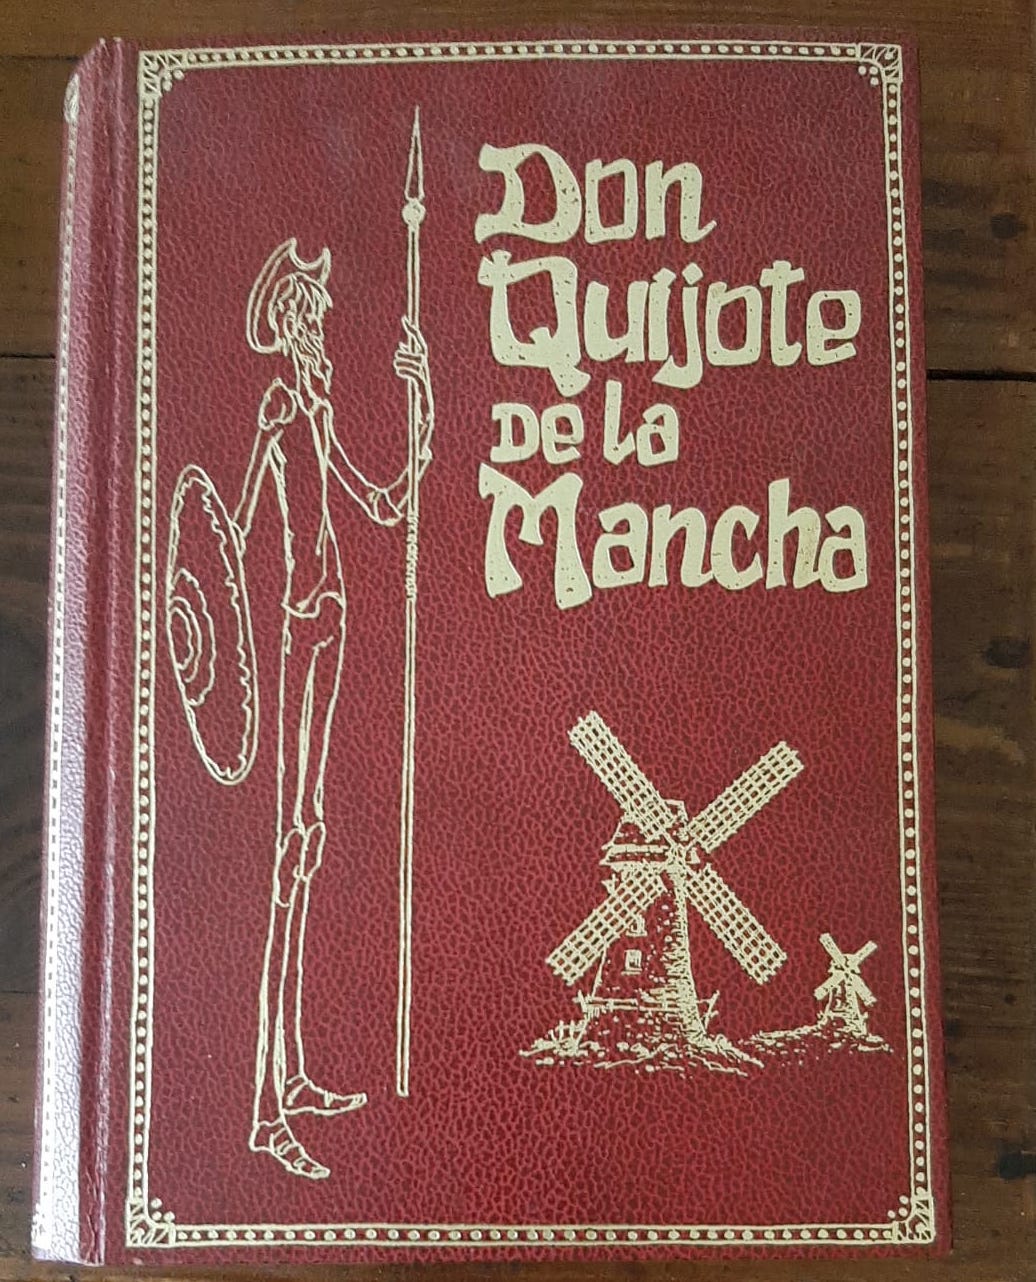 Don
Quijote
De la
Mancha